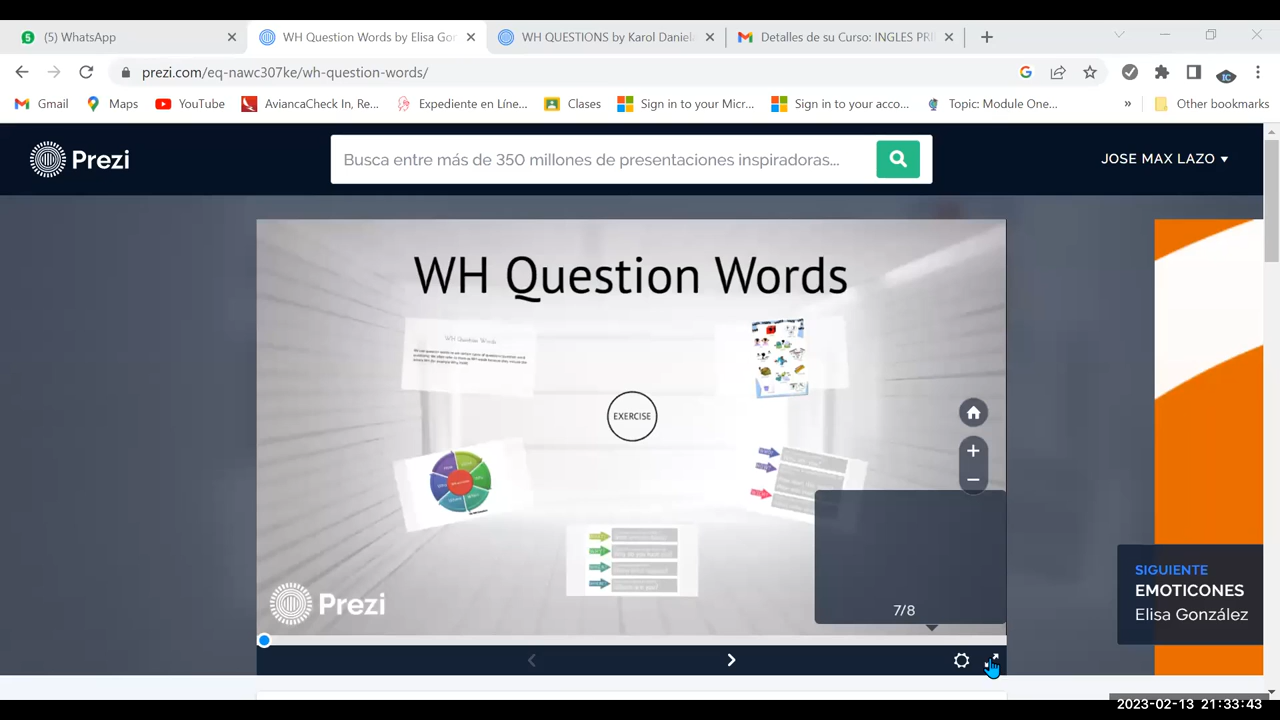 (5) WhatsApp
WH Question Words by Elisa Gor
WH QUESTIONS by Karol Daniela
Detalles de su Curso: INGLES PRI
prezi.com/eq-nawc307ke/wh-question-words/
Gmail
Maps
YouTube
AviancaCheck In, Re...
Expediente en Líne...
Clases
Sign in to your Micr...
Sign in to your acco...
Topic: Module One...
»
Other bookmarks
Prezi
Busca entre más de 350 millones de presentaciones inspiradoras...
JOSE MAX LAZO
WH Question Words
WH Question Words
EXERCISE
7/8
Prezi
SIGUIENTE
EMOTICONES
Elisa González
2023-02-13 21:33:43